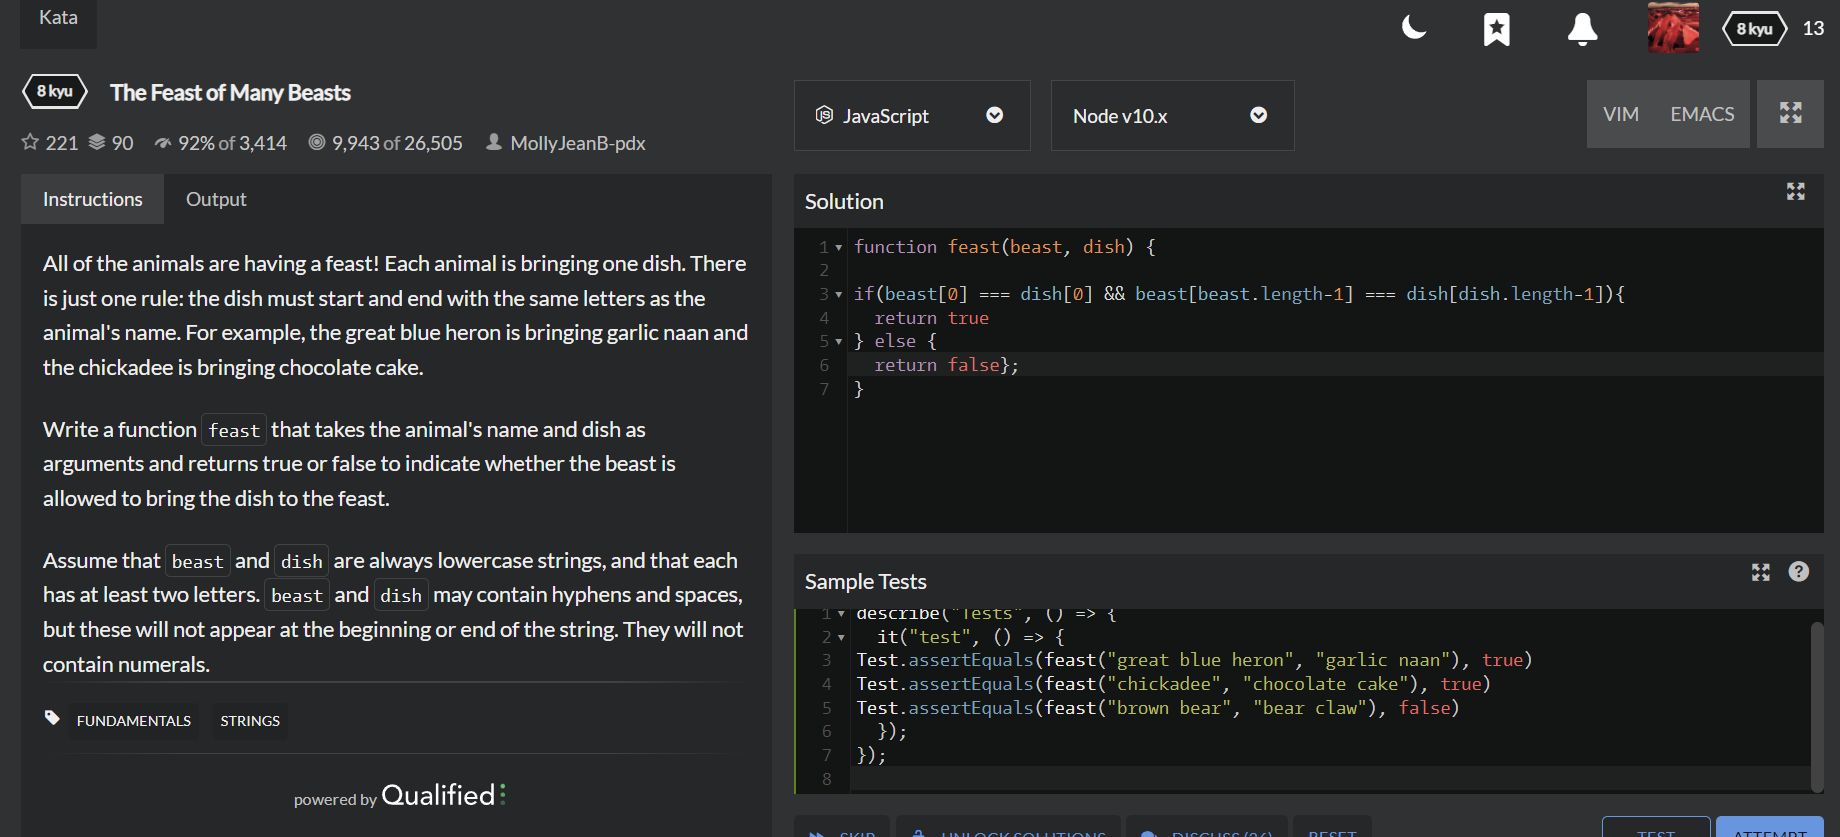 Kata
8 kyu
13
8 kyu
The Feast of Many Beasts
221 90 92% of 3,414 9,943 of 26,505 MollyJeanB-pdx
JavaScript
Node v10.x
VIM EMACS
Instructions Output
All of the animals are having a feast! Each animal is bringing one dish. There
is just one rule: the dish must start and end with the same letters as the
animal's name. For example, the great blue heron is bringing garlic naan and
the chickadee is bringing chocolate cake.
Write a function feast that takes the animal's name and dish as
arguments and returns true or false to indicate whether the beast is
allowed to bring the dish to the feast.
Assume that beast and dish are always lowercase strings, and that each
has at least two letters. beast and dish may contain hyphens and spaces,
but these will not appear at the beginning or end of the string. They will not
contain numerals.
FUNDAMENTALS STRINGS
powered by Qualified
Solution
1 function feast(beast, dish) {
2
3 if(beast[0] === dish[0] && beast[beast.length-1] === dish[dish.length-1]){
4   return true
5 } else {
6   return false};
7 }
Sample Tests
1 describe("Tests", () => {
2   it("test", () => {
3 Test.assertEquals(feast("great blue heron", "garlic naan"), true)
4 Test.assertEquals(feast("chickadee", "chocolate cake"), true)
5 Test.assertEquals(feast("brown bear", "bear claw"), false)
6   });
7 });
8
SKIP UNLOCK SOLUTIONS DISCUSS (36) RESET TEST ATTEMPT